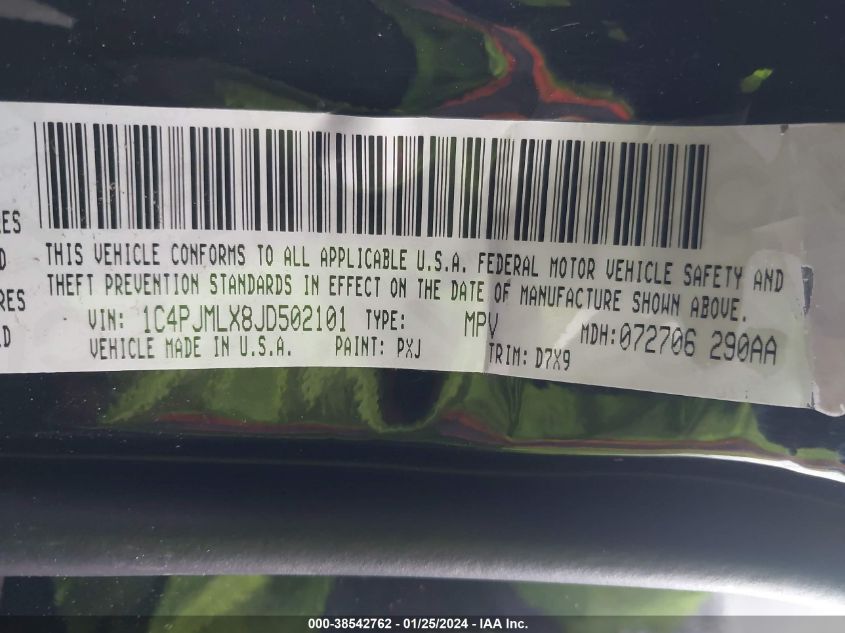 RES
D
RES
D
THIS VEHICLE CONFORMS TO ALL APPLICABLE U.S.A. FEDERAL MOTOR VEHICLE SAFETY AND
THEFT PREVENTION STANDARDS IN EFFECT ON THE DATE OF MANUFACTURE SHOWN ABOVE.
VIN: 1C4PJMLX8JD502101 TYPE: MPV MDH:072706 290AA
VEHICLE MADE IN U.S.A. PAINT: PXJ TRIM: D7X9
000-38542762 - 01/25/2024 - IAA Inc.